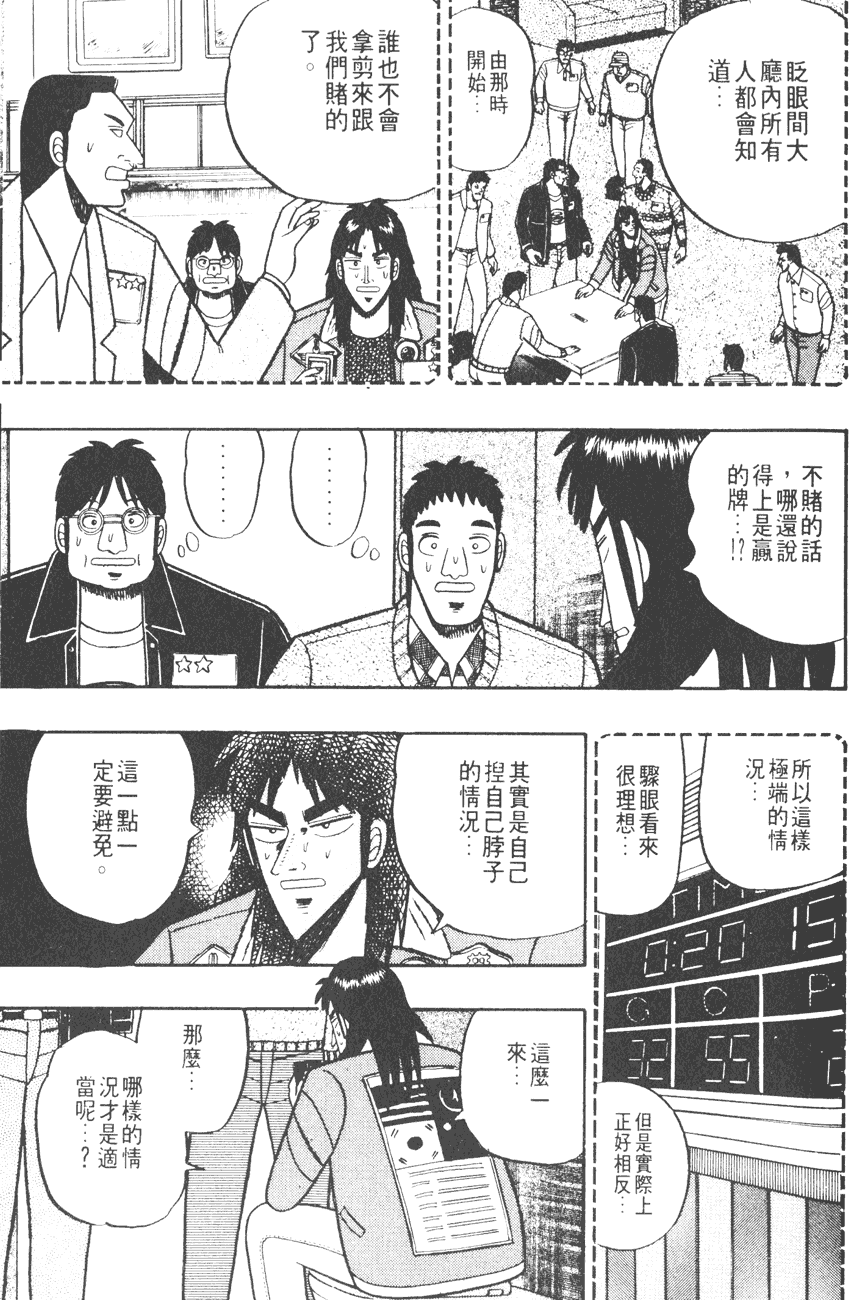 眨眼間大
廳內所有
人都會知
道…
由那時
開始…
誰也不會
拿剪來跟
我們賭的
了。
不賭的話
，哪還說
得上是贏
的牌…!?
………
………
所以這樣
極端的情
況…
驟眼看來
很理想…
TIME
0:20 15
G C P
32 55 2
但是實際上
正好相反…
其實是自己
捏自己脖子
的情況…
這一點一
定要避免。
這麼一
來…
那麼…
哪樣的情
況才是適
當呢…?